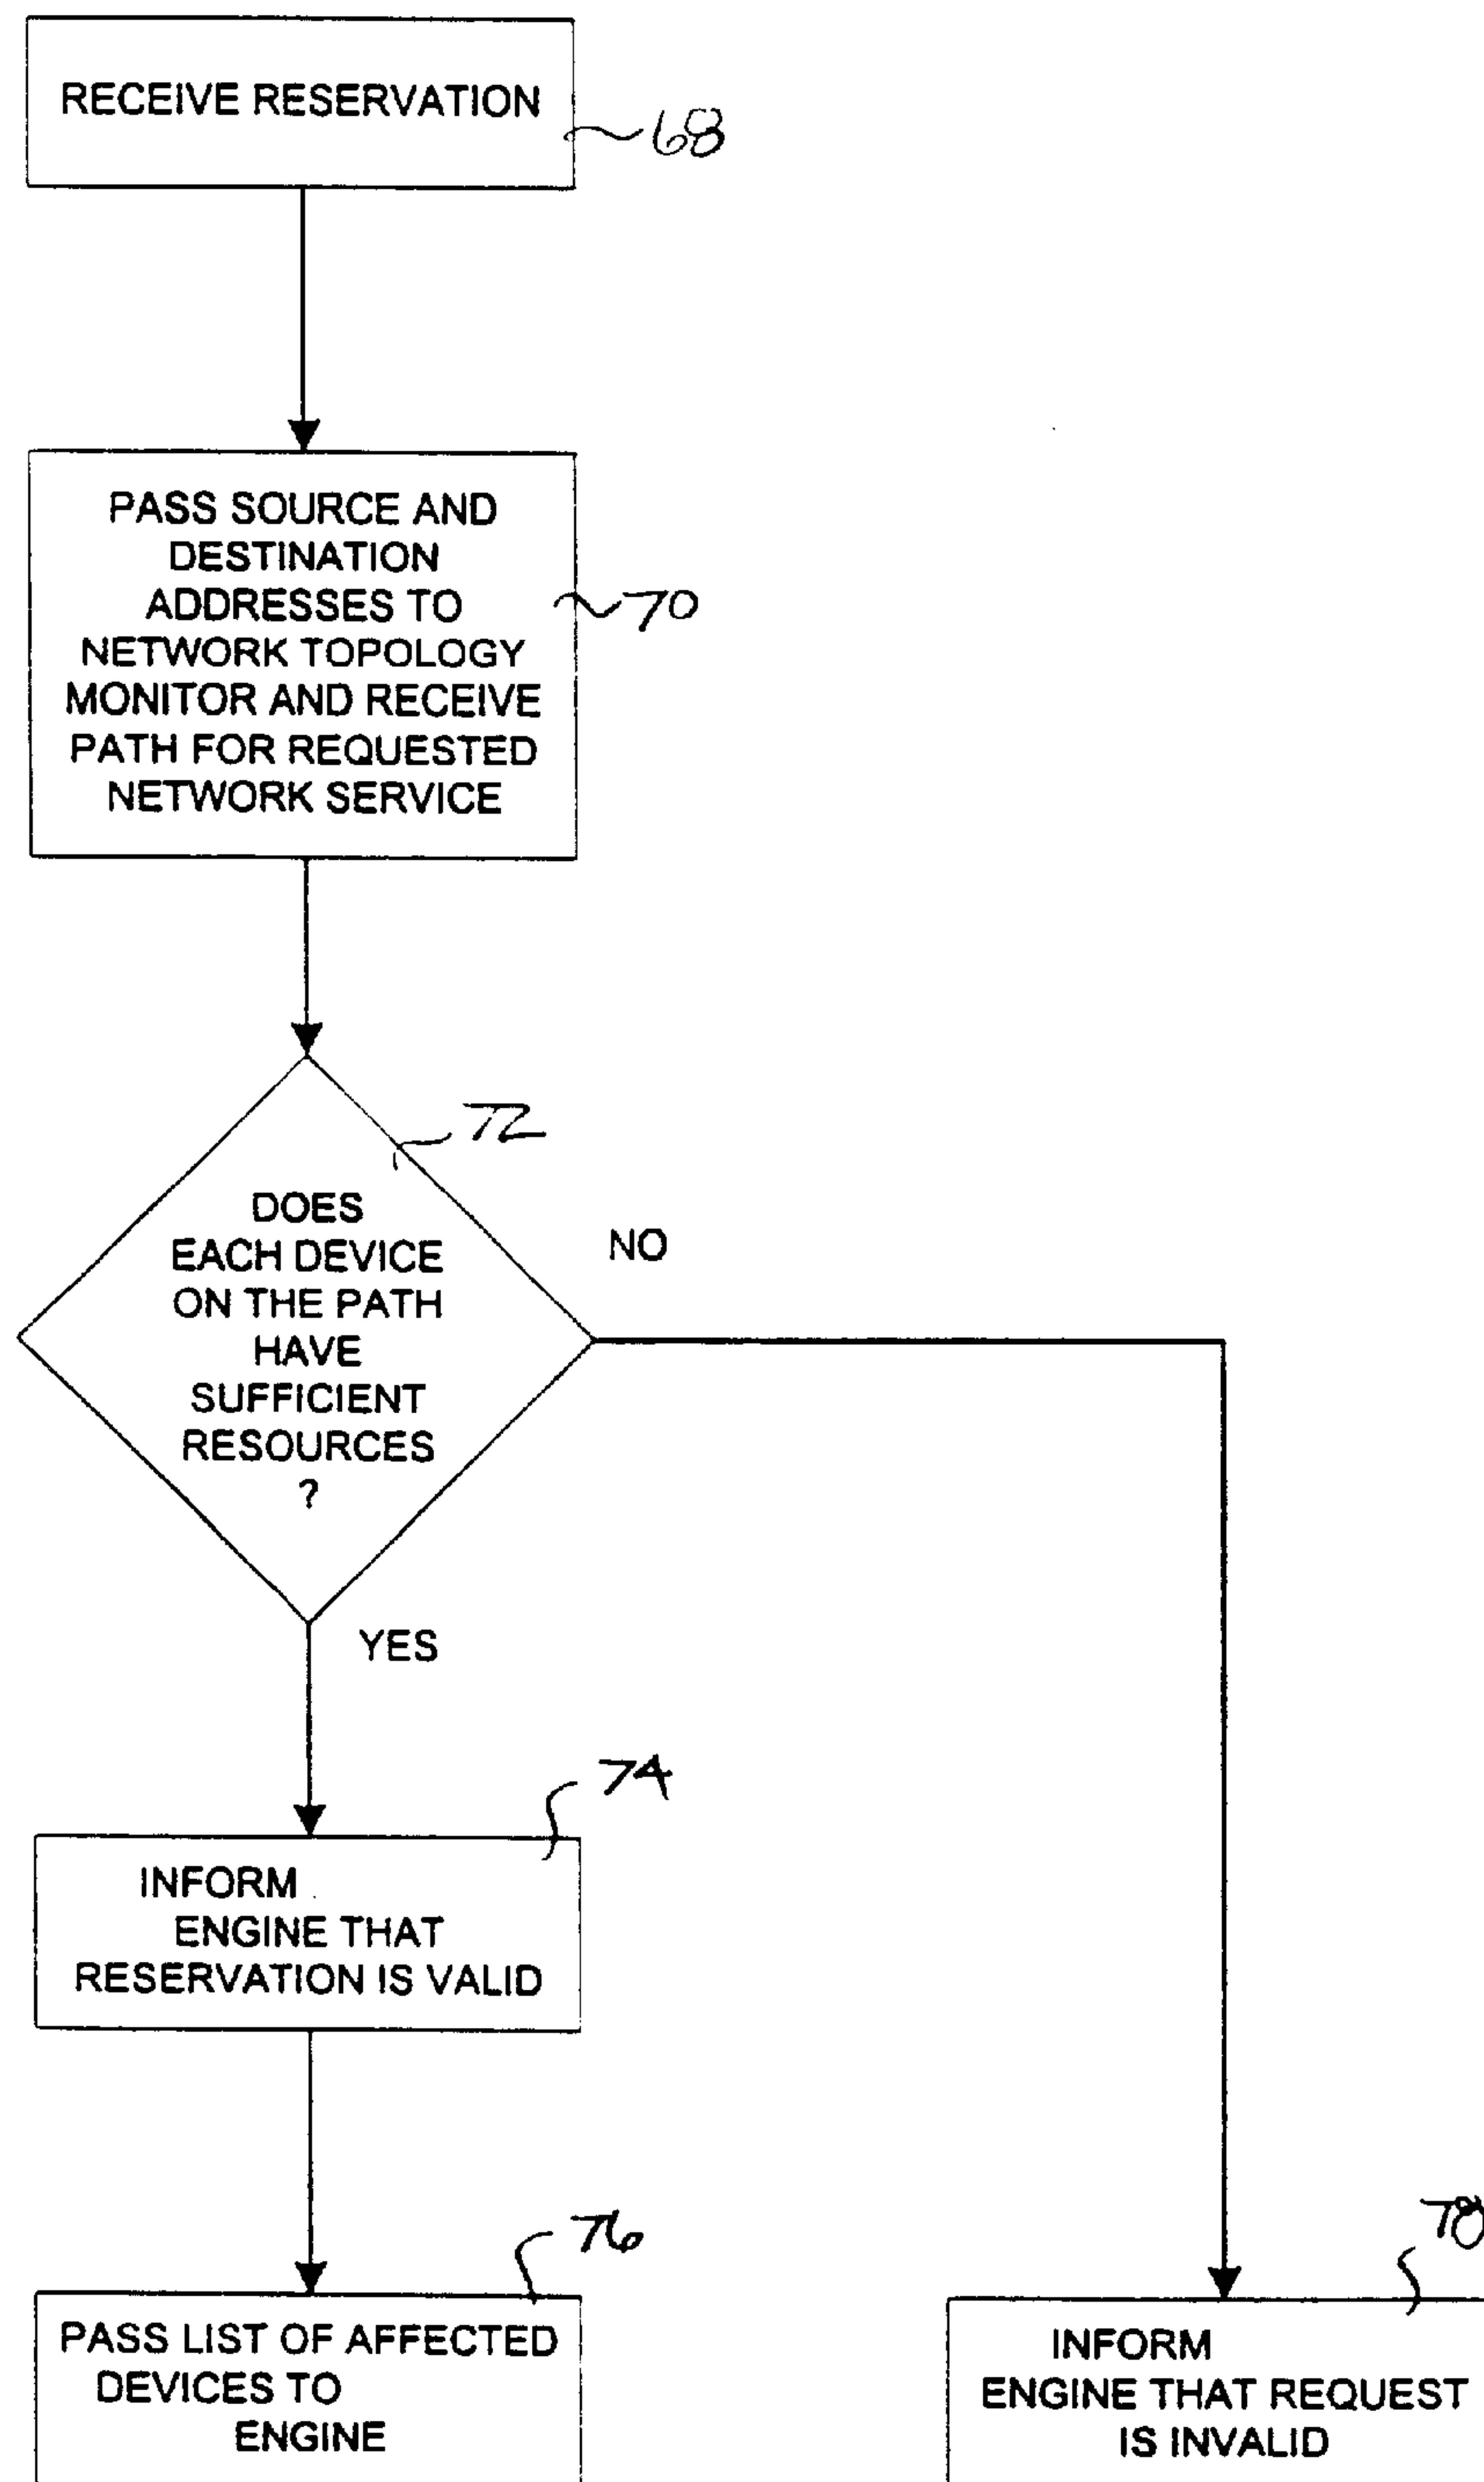 RECEIVE RESERVATION
68
PASS SOURCE AND
DESTINATION
ADDRESSES TO
NETWORK TOPOLOGY
MONITOR AND RECEIVE
PATH FOR REQUESTED
NETWORK SERVICE
70
72
DOES
EACH DEVICE
ON THE PATH
HAVE
SUFFICIENT
RESOURCES
?
NO
YES
74
INFORM
ENGINE THAT
RESERVATION IS VALID
76
PASS LIST OF AFFECTED
DEVICES TO
ENGINE
78
INFORM
ENGINE THAT REQUEST
IS INVALID